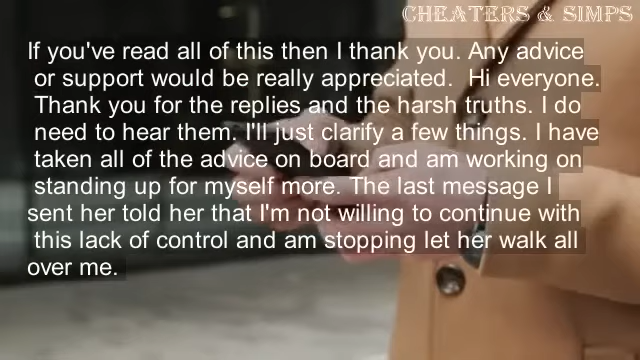 CHEATERS & SIMPS
If you've read all of this then I thank you. Any advice
or support would be really appreciated.  Hi everyone.
Thank you for the replies and the harsh truths. I do
need to hear them. I'll just clarify a few things. I have
taken all of the advice on board and am working on
standing up for myself more. The last message I
sent her told her that I'm not willing to continue with
this lack of control and am stopping let her walk all
over me.